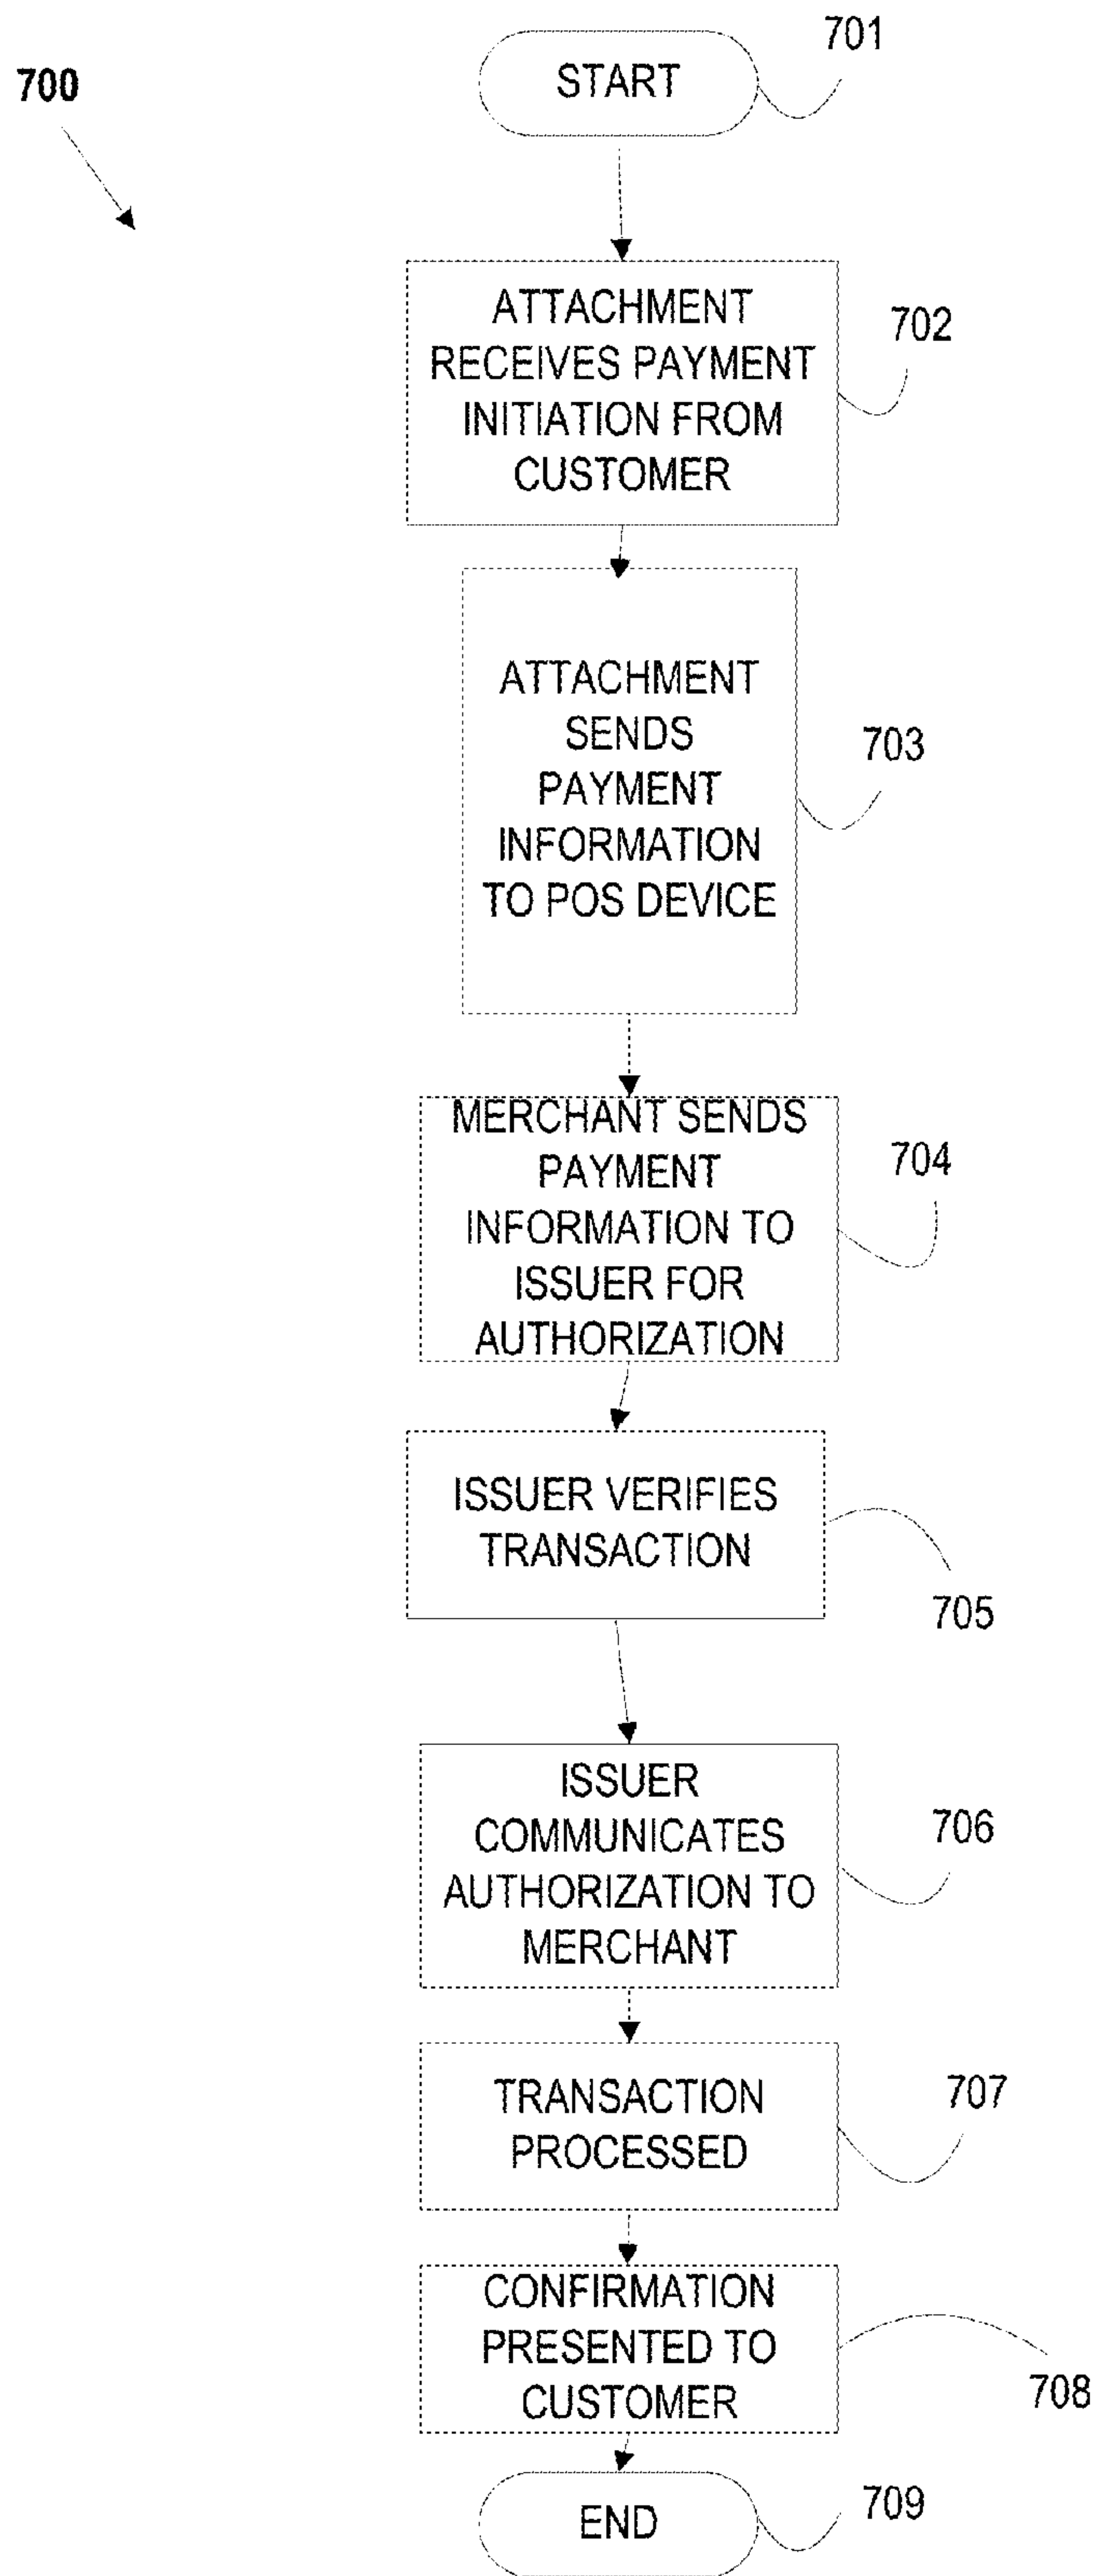 700
START
701
ATTACHMENT
RECEIVES PAYMENT
INITIATION FROM
CUSTOMER
702
ATTACHMENT
SENDS
PAYMENT
INFORMATION
TO POS DEVICE
703
MERCHANT SENDS
PAYMENT
INFORMATION TO
ISSUER FOR
AUTHORIZATION
704
ISSUER VERIFIES
TRANSACTION
705
ISSUER
COMMUNICATES
AUTHORIZATION TO
MERCHANT
706
TRANSACTION
PROCESSED
707
CONFIRMATION
PRESENTED TO
CUSTOMER
708
END
709